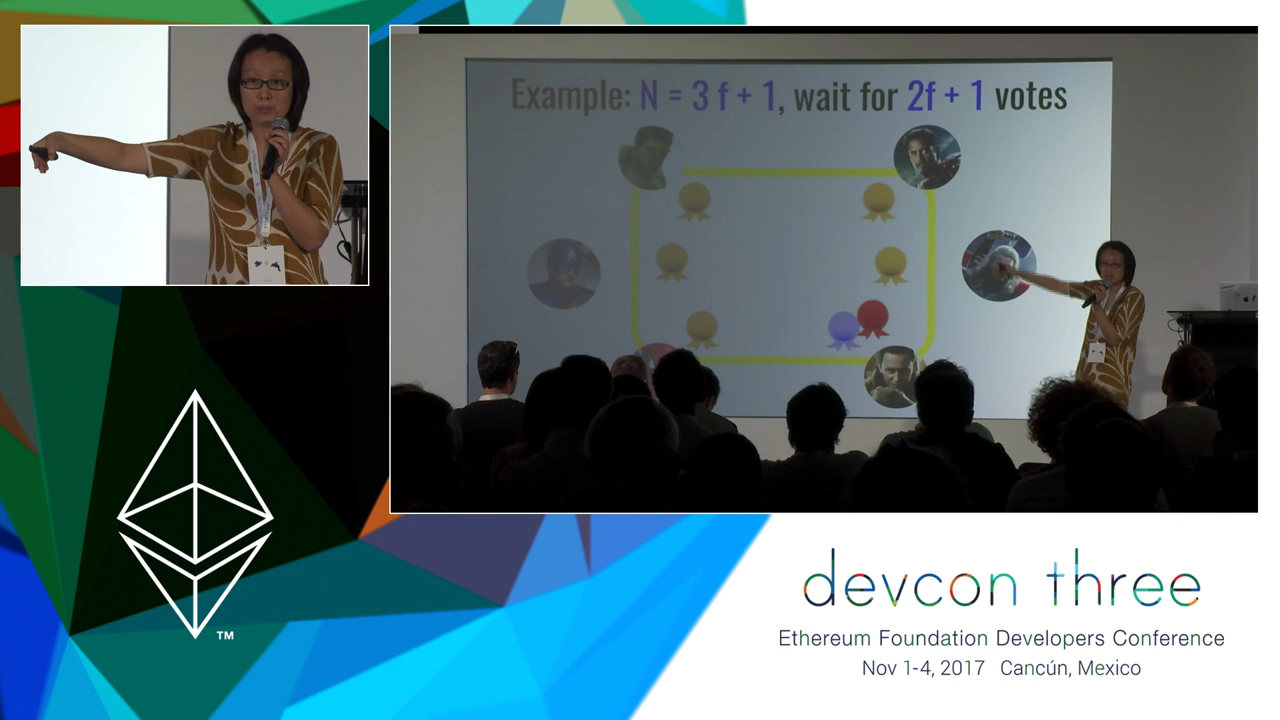 Example: N = 3 f + 1, wait for 2f + 1 votes
TM
devcon three
Ethereum Foundation Developers Conference
Nov 1-4, 2017 Cancún, Mexico